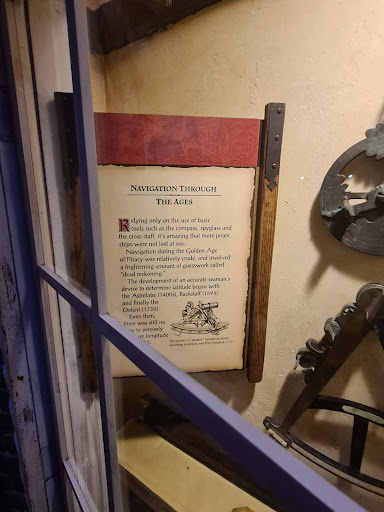 NAVIGATION THROUGH
THE AGES
Relying only on the use of basic
tools such as the compass, spyglass and
the cross-staff, it's amazing that more pirate
ships were not lost at sea.
Navigation during the Golden Age
of Piracy was relatively crude, and involved
a frightening amount of guesswork called
"dead reckoning."
The development of an accurate seaman's
device to determine latitude began with
the Astrolabe (1400s), Backstaff (1594)
and finally the
Octant (1730).
Even then,
there was still no
way to precisely
longitude